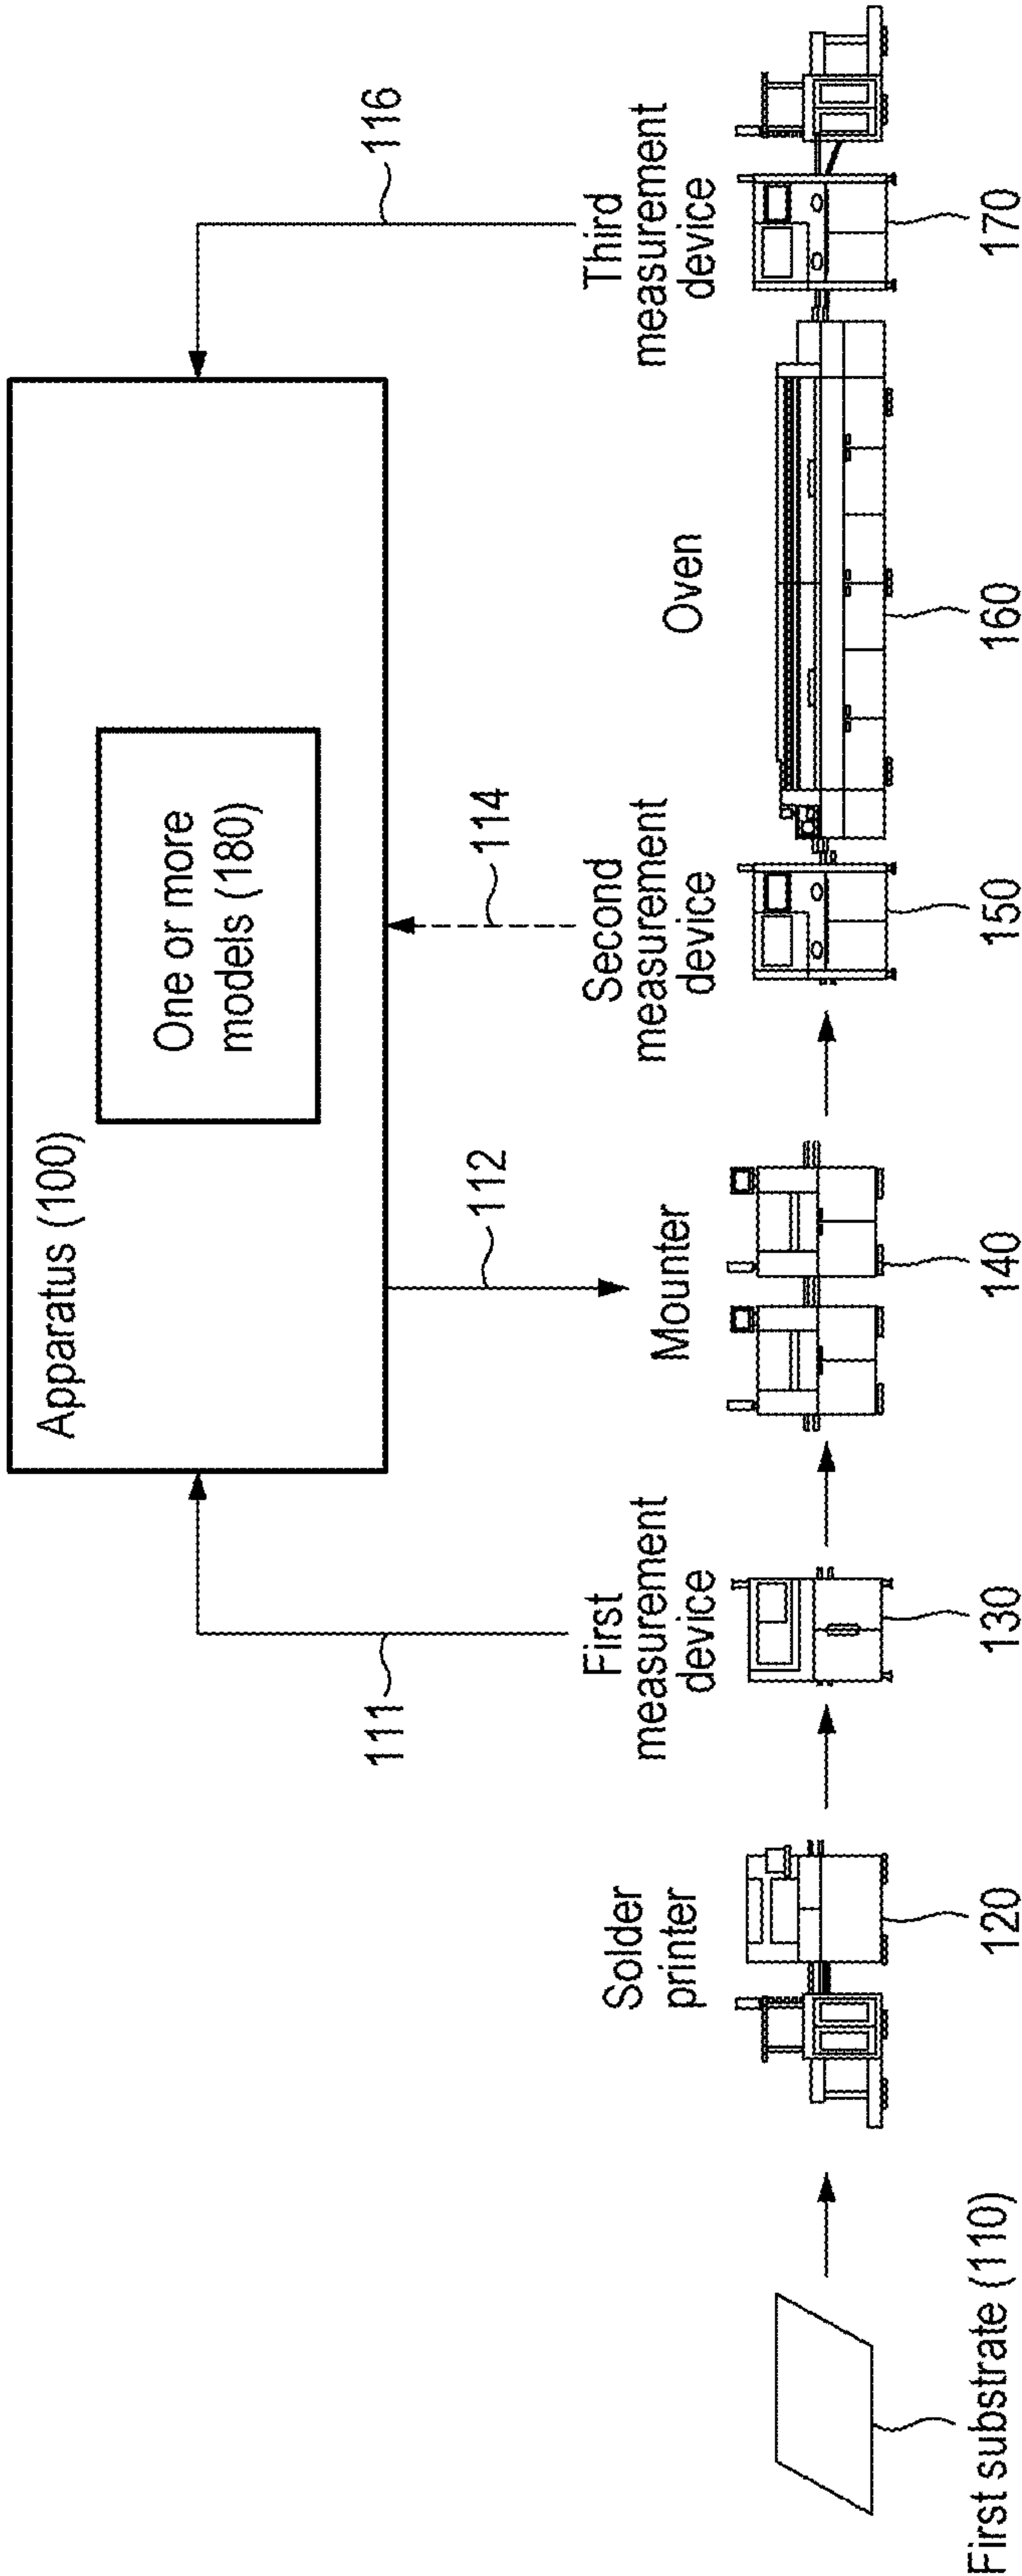 Apparatus (100)
One or more
models (180)
111
112
114
116
Solder
printer
First
measurement
device
Mounter
Second
measurement
device
Oven
Third
measurement
device
First substrate (110)
120
130
140
150
160
170